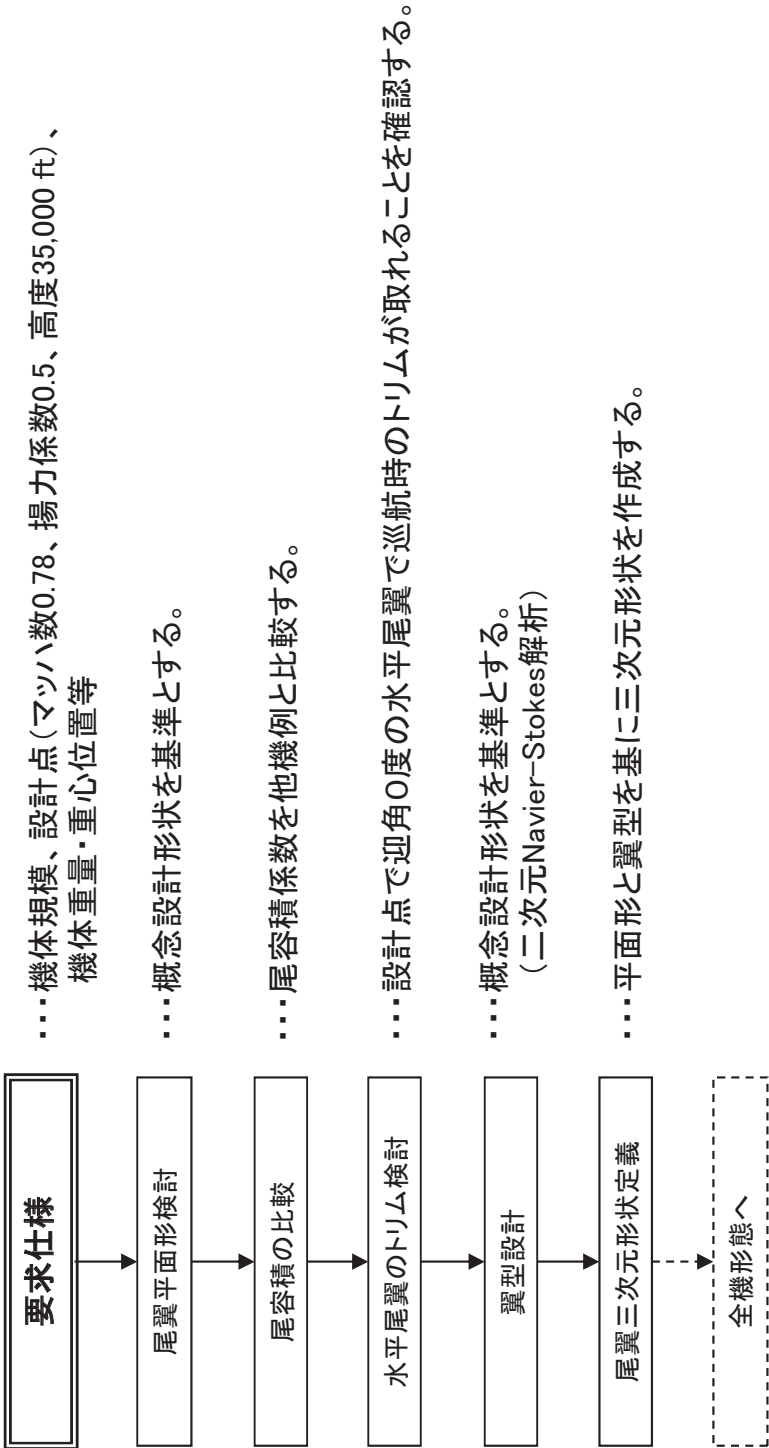 要求仕様
・・・機体規模、設計点(マッハ数0.78、揚力係数0.5、高度35,000 ft)、
機体重量・重心位置等
尾翼平面形検討
・・・概念設計形状を基準とする。
尾容積の比較
・・・尾容積係数を他機例と比較する。
水平尾翼のトリム検討
・・・設計点で迎角0度の水平尾翼で巡航時のトリムが取れることを確認する。
翼型設計
・・・概念設計形状を基準とする。
(二次元Navier-Stokes解析)
尾翼三次元形状定義
・・・平面形と翼型を基に三次元形状を作成する。
全機形態へ